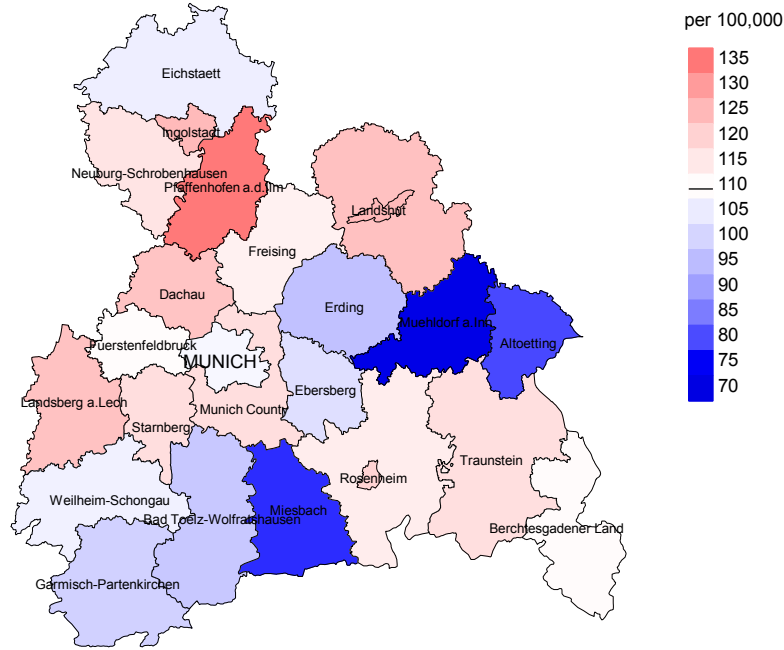 per 100,000
135
130
125
120
115
110
105
100
95
90
85
80
75
70
Eichstaett
Ingolstadt
Neuburg-Schrobenhausen
Pfaffenhofen a.d.Ilm
Landshut
Freising
Dachau
Erding
Muehldorf a.Inn
Altoetting
Fuerstenfeldbruck
MUNICH
Ebersberg
Landsberg a.Lech
Munich County
Starnberg
Traunstein
Rosenheim
Weilheim-Schongau
Miesbach
Bad Toelz-Wolfratshausen
Berchtesgadener Land
Garmisch-Partenkirchen